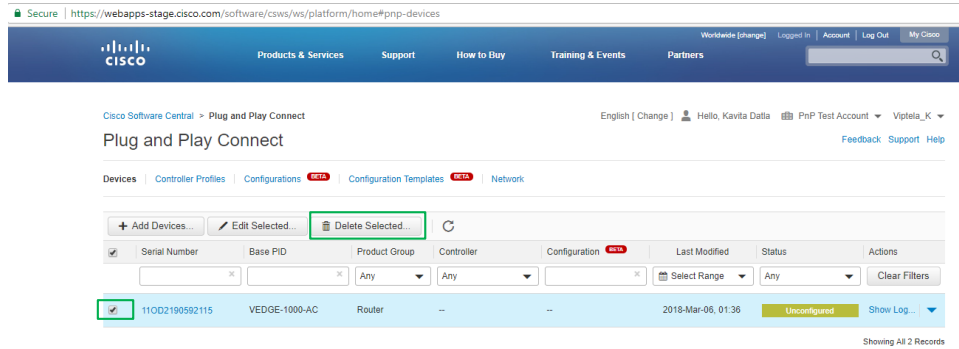 Secure | https://webapps-stage.cisco.com/software/csws/ws/platform/home#pnp-devices
Worldwide [change] Logged In | Account | Log Out My Cisco
CISCO Products & Services Support How to Buy Training & Events Partners
Cisco Software Central > Plug and Play Connect English [ Change ] Hello, Kavita Datla PnP Test Account Viptela_K
Plug and Play Connect Feedback Support Help
Devices | Controller Profiles | Configurations BETA | Configuration Templates BETA | Network
+ Add Devices... Edit Selected... Delete Selected...
Serial Number Base PID Product Group Controller Configuration BETA Last Modified Status Actions
× × Any Any × Select Range Any Clear Filters
11OD2190592115 VEDGE-1000-AC Router -- -- 2018-Mar-06, 01:36 Unconfigured Show Log... |
Showing All 2 Records